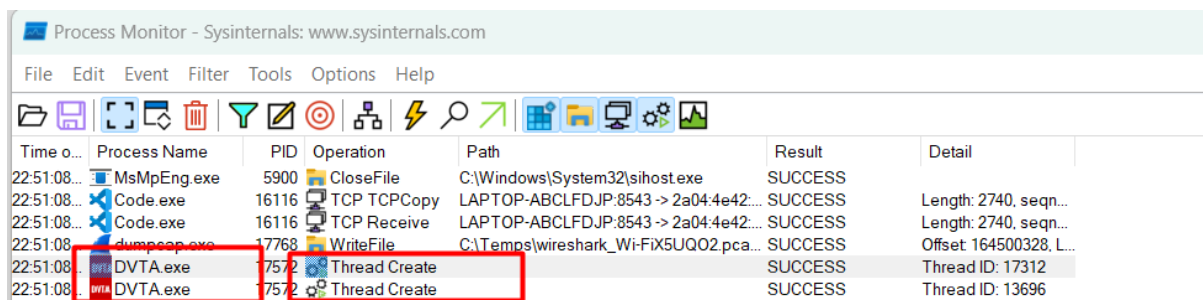 Process Monitor - Sysinternals: www.sysinternals.com
File Edit Event Filter Tools Options Help
Time o... Process Name PID Operation Path Result Detail
22:51:08... MsMpEng.exe 5900 CloseFile C:\Windows\System32\sihost.exe SUCCESS
22:51:08... Code.exe 16116 TCP TCPCopy LAPTOP-ABCLFDJP:8543 -> 2a04:4e42:... SUCCESS Length: 2740, seqn...
22:51:08... Code.exe 16116 TCP Receive LAPTOP-ABCLFDJP:8543 -> 2a04:4e42:... SUCCESS Length: 2740, seqn...
22:51:08... dumpcap.exe 17768 WriteFile C:\Temps\wireshark_Wi-FiX5UQO2.pca... SUCCESS Offset: 164500328, L...
22:51:08... DVTA.exe 17572 Thread Create SUCCESS Thread ID: 17312
22:51:08... DVTA.exe 17572 Thread Create SUCCESS Thread ID: 13696